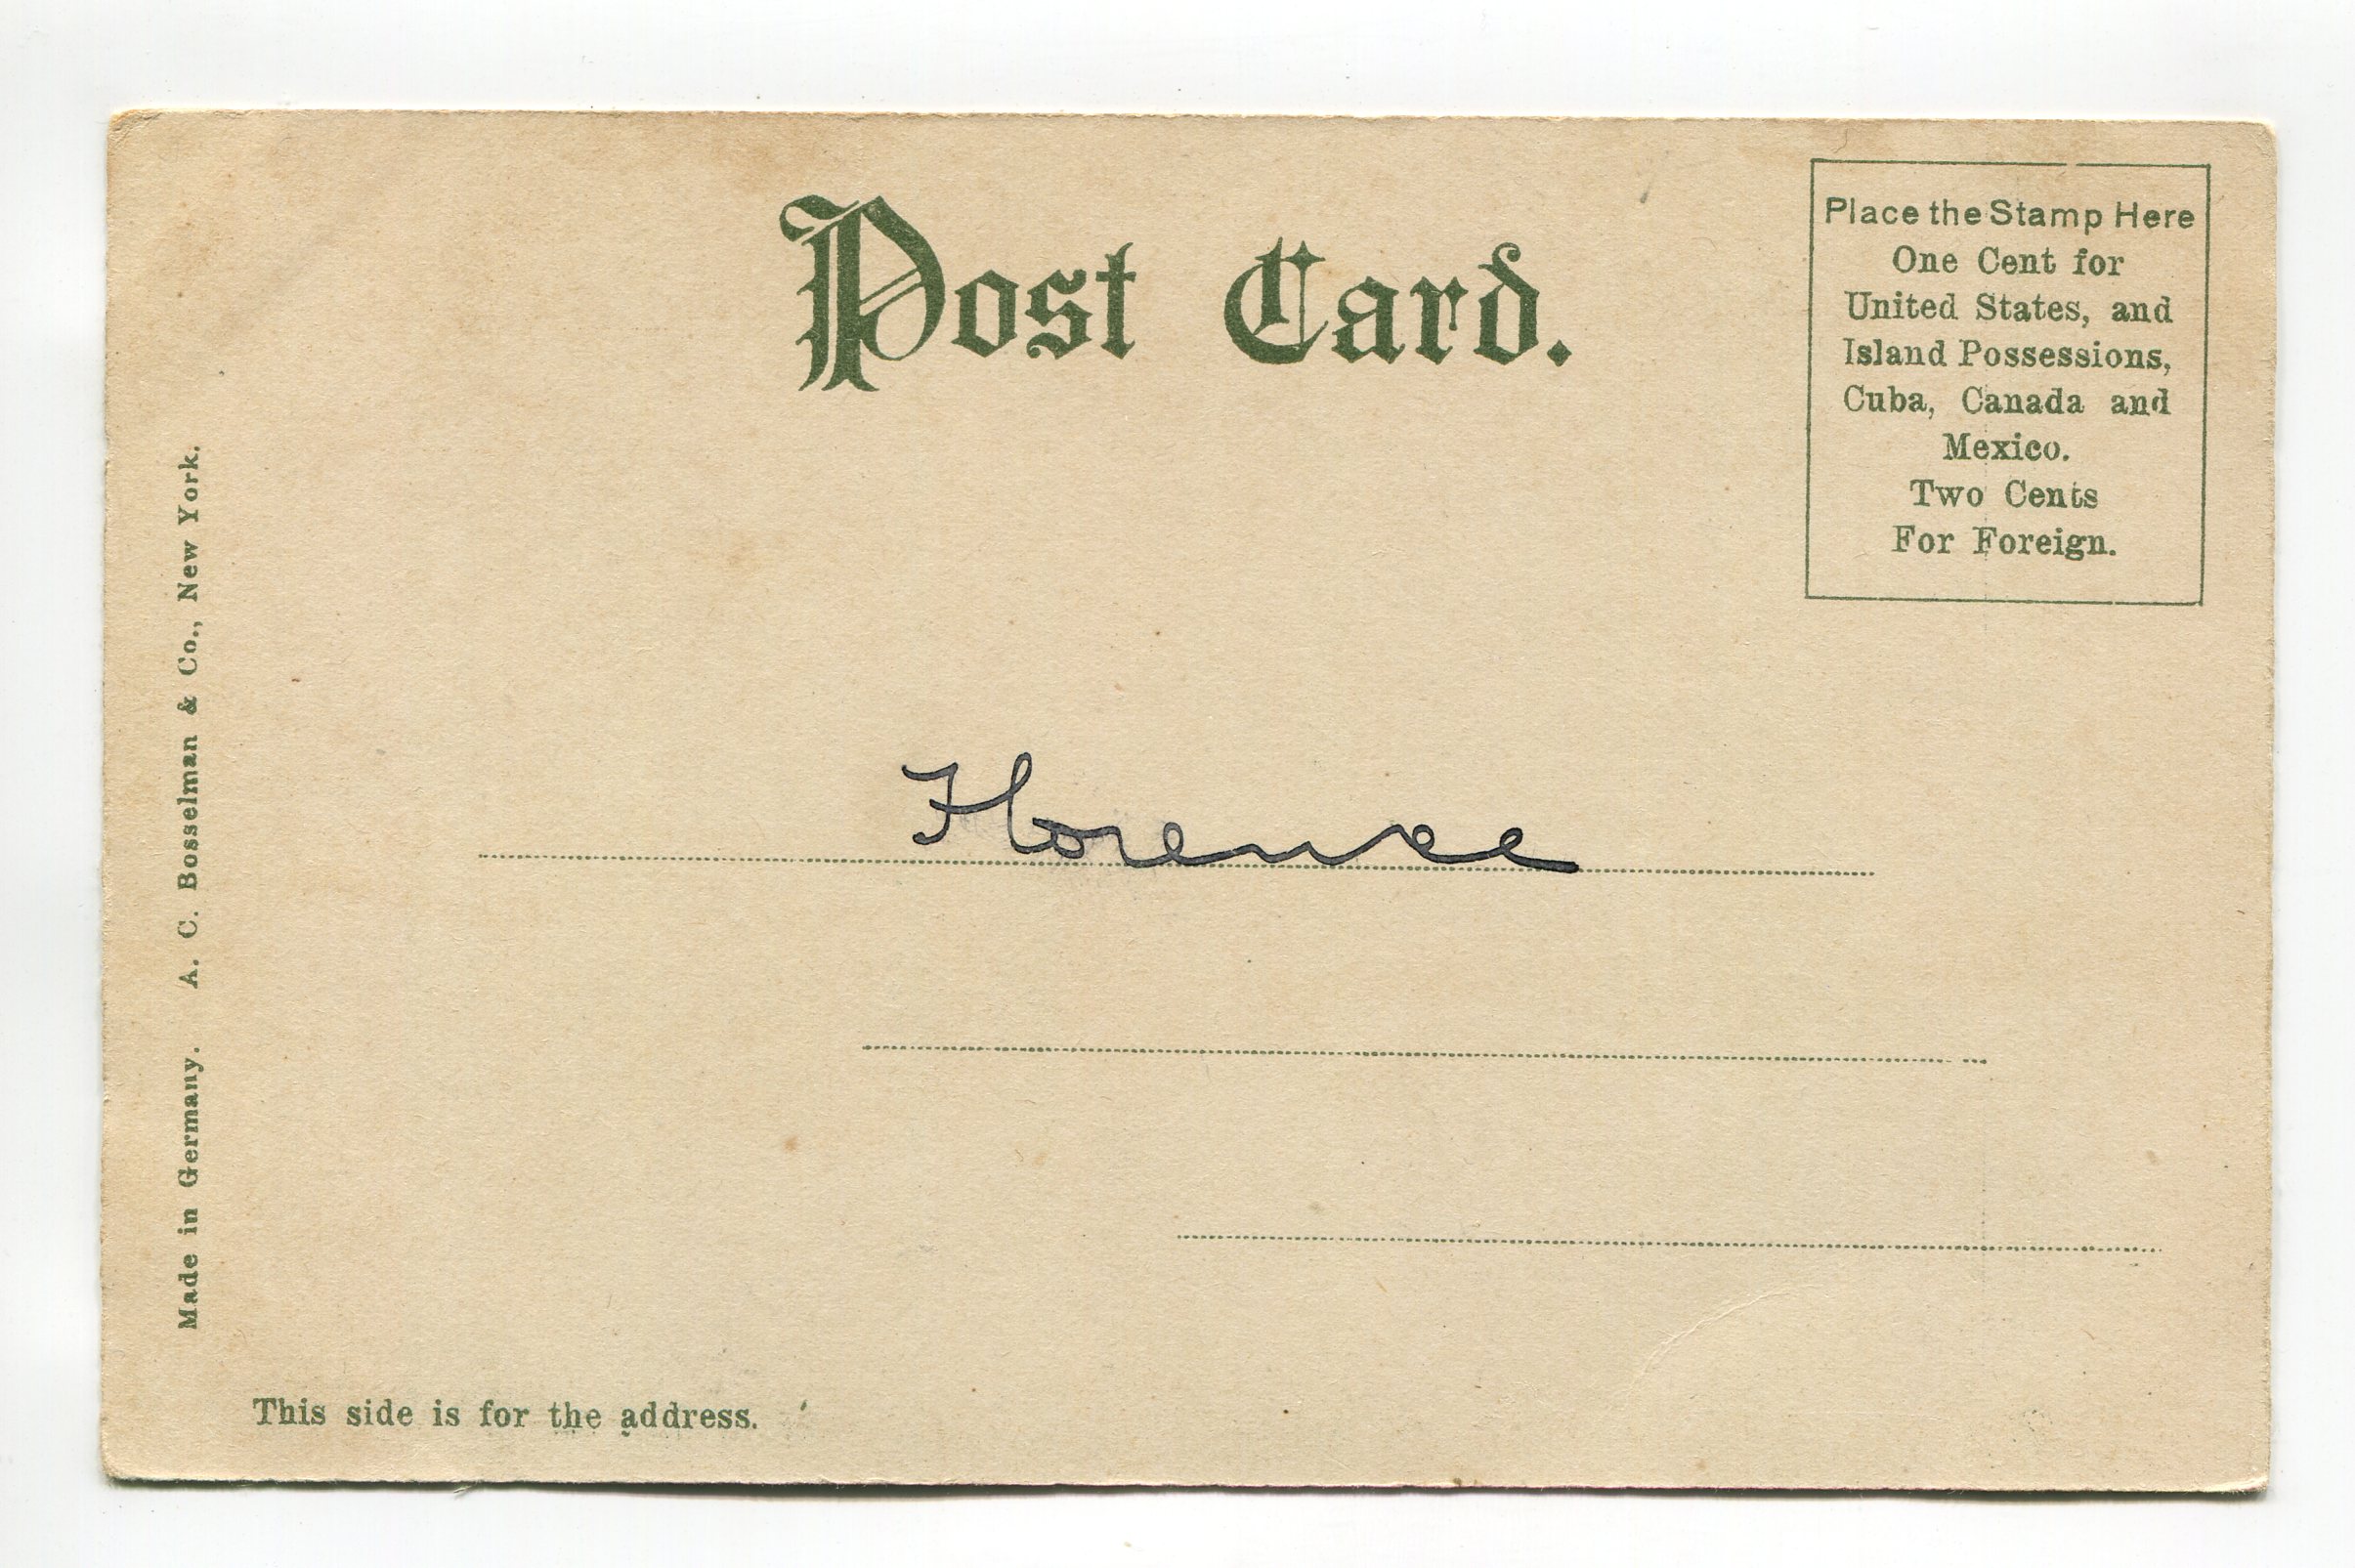 Post Card.
Place the Stamp Here
One Cent for
United States, and
Island Possessions,
Cuba, Canada and
Mexico.
Two Cents
For Foreign.
Made in Germany. A. C. Bosselman & Co., New York.
Florence
This side is for the address.